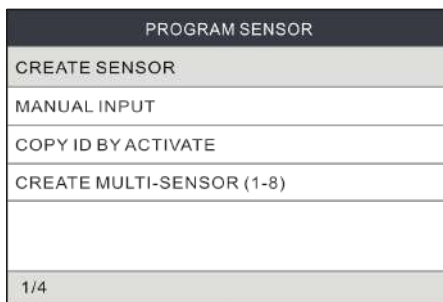 PROGRAM SENSOR
CREATE SENSOR
MANUAL INPUT
COPY ID BY ACTIVATE
CREATE MULTI-SENSOR (1-8)
1/4